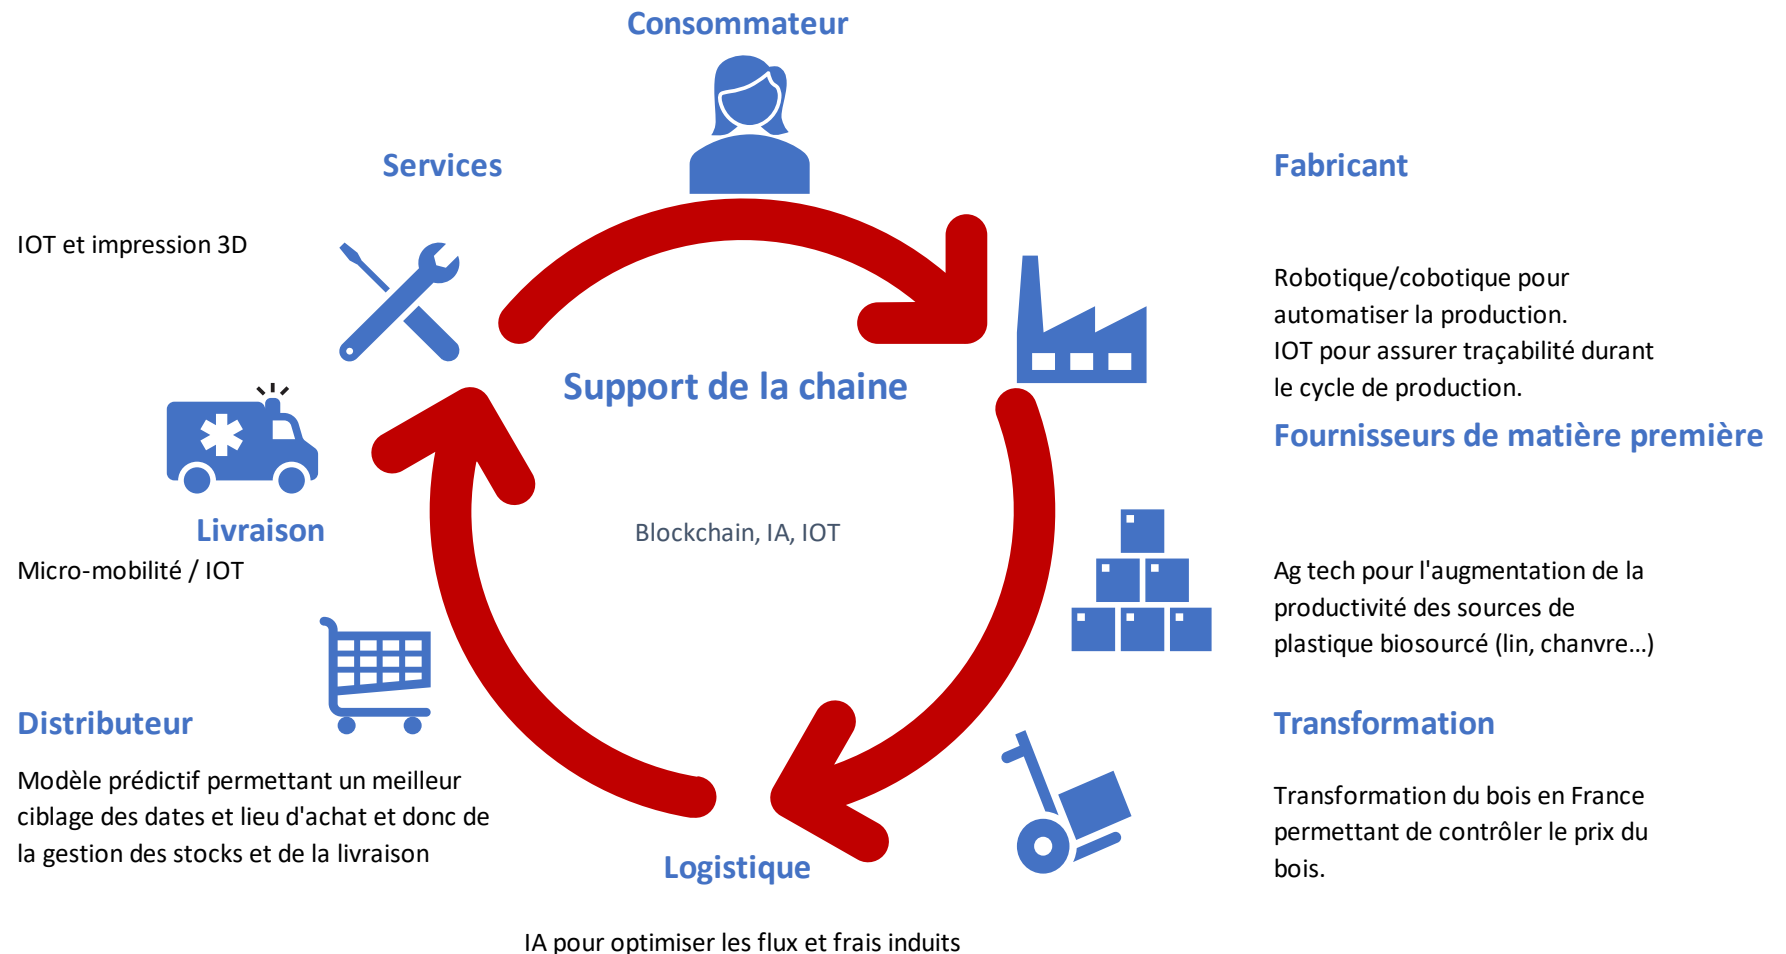 Consommateur
Services
IOT et impression 3D
Fabricant
Robotique/cobotique pour
automatiser la production.
IOT pour assurer traçabilité durant
le cycle de production.
Support de la chaine
Blockchain, IA, IOT
Fournisseurs de matière première
Ag tech pour l'augmentation de la
productivité des sources de
plastique biosourcé (lin, chanvre…)
Livraison
Micro-mobilité / IOT
Distributeur
Modèle prédictif permettant un meilleur
ciblage des dates et lieu d'achat et donc de
la gestion des stocks et de la livraison
Transformation
Transformation du bois en France
permettant de contrôler le prix du
bois.
Logistique
IA pour optimiser les flux et frais induits